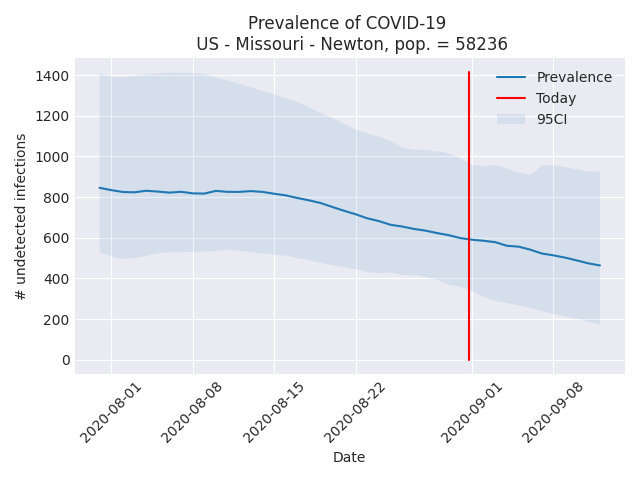 Prevalence of COVID-19
US - Missouri - Newton, pop. = 58236
Prevalence
Today
95CI
# undetected infections
1400
1200
1000
800
600
400
200
0
2020-08-01
2020-08-08
2020-08-15
2020-08-22
2020-09-01
2020-09-08
Date